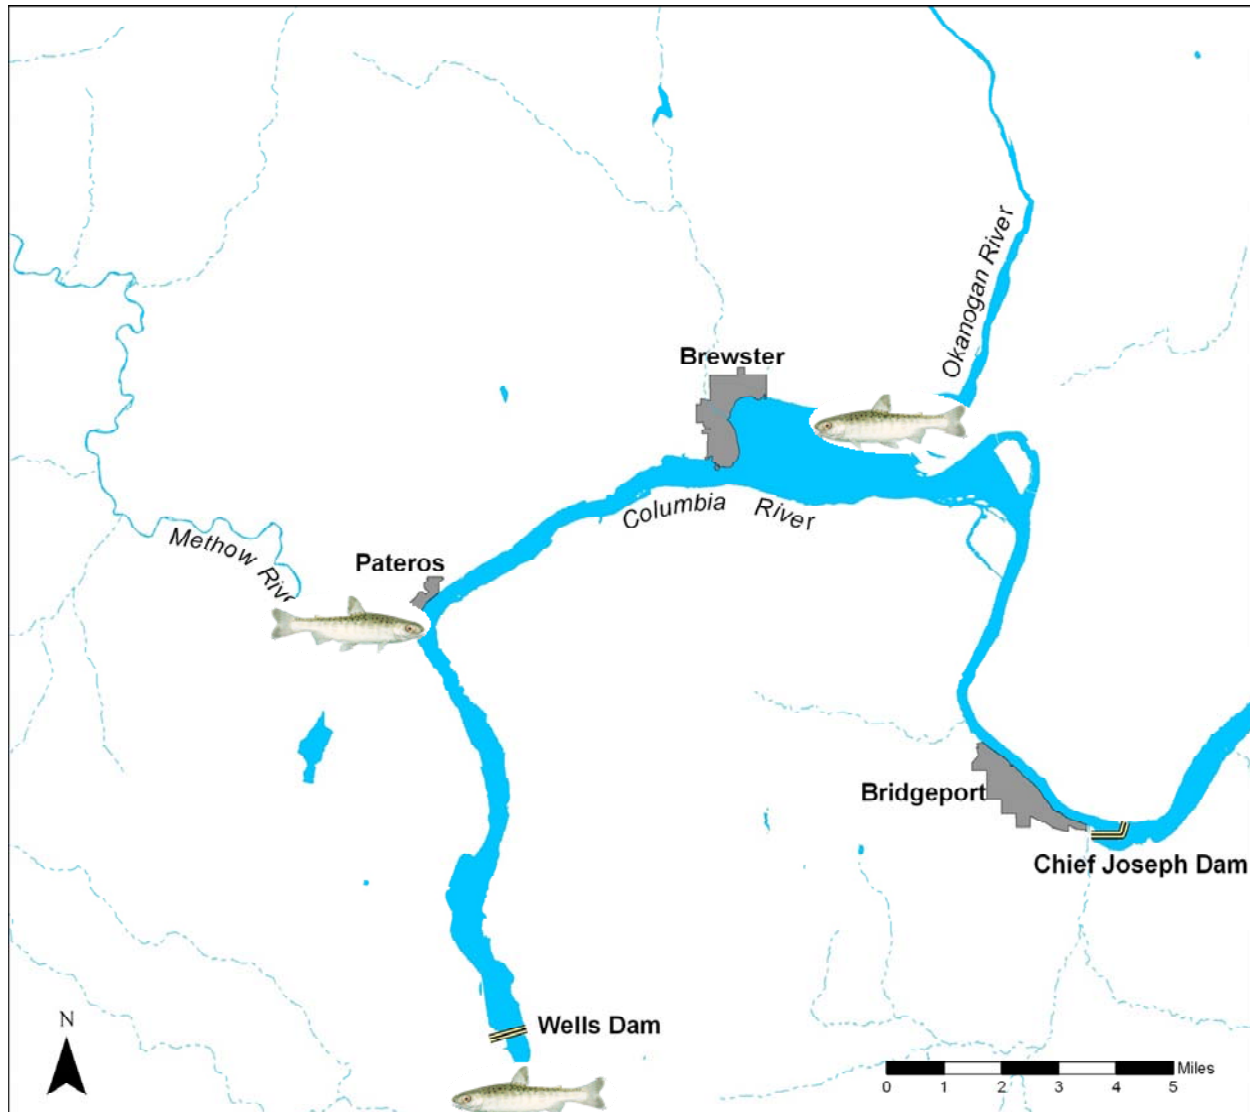 Okanogan River
Brewster
Columbia River
Methow River
Pateros
Bridgeport
Chief Joseph Dam
Wells Dam
N
Miles
0 1 2 3 4 5